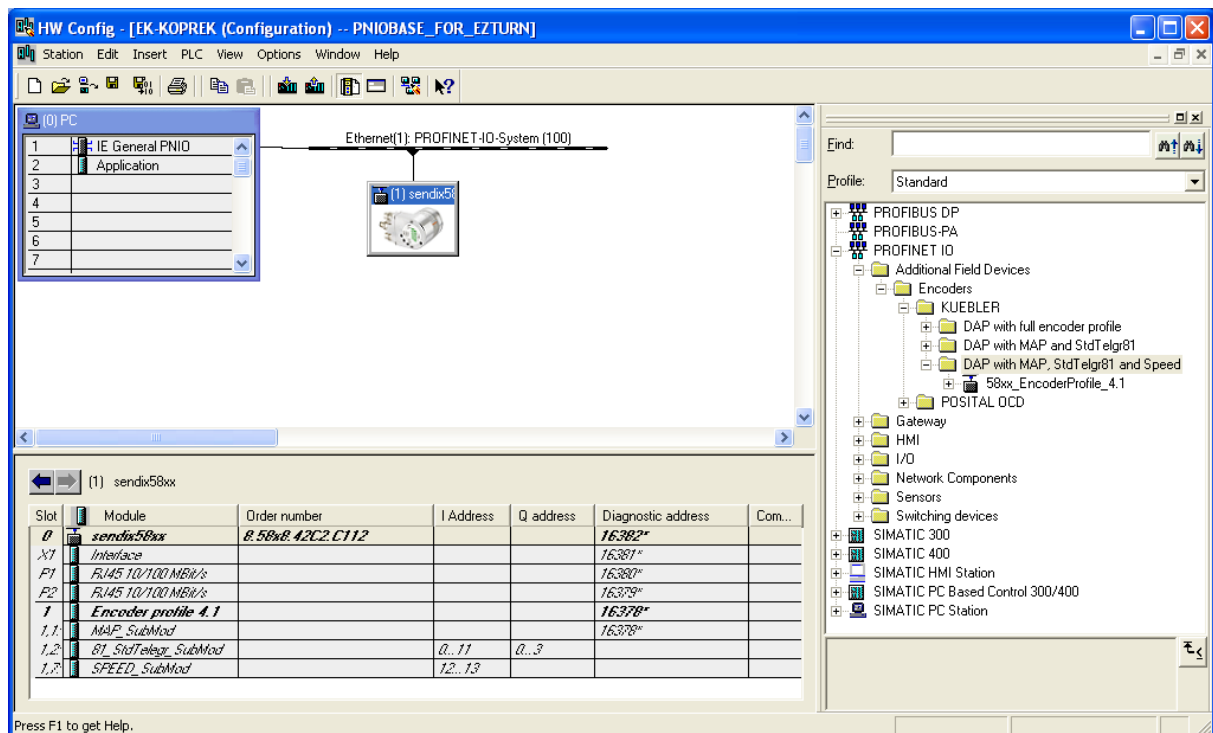 HW Config - [EK-KOPREK (Configuration) -- PNIOBASE_FOR_EZTURN]
Station Edit Insert PLC View Options Window Help
(0) PC
1 IE General PNIO
2 Application
3
4
5
6
7
Ethernet(1): PROFINET-IO-System (100)
(1) sendix58
Find:
Profile: Standard
PROFIBUS DP
PROFIBUS-PA
PROFINET IO
Additional Field Devices
Encoders
KUEBLER
DAP with full encoder profile
DAP with MAP and StdTelgr81
DAP with MAP, StdTelgr81 and Speed
58xx_EncoderProfile_4.1
POSITAL OCD
Gateway
HMI
I/O
Network Components
Sensors
Switching devices
SIMATIC 300
SIMATIC 400
SIMATIC HMI Station
SIMATIC PC Based Control 300/400
SIMATIC PC Station
(1) sendix58xx
Slot Module Order number I Address Q address Diagnostic address Com...
0 sendix58xx 8.58x8.42C2.C112 16382*
X1 Interface 16381*
P1 RJ45 10/100 MBit/s 16380*
P2 RJ45 10/100 MBit/s 16379*
1 Encoder profile 4.1 16378*
1,1: MAP_SubMod 16378*
1,2: 81_StdTelegr_SubMod 0...11 0...3
1,7: SPEED_SubMod 12...13
Press F1 to get Help.